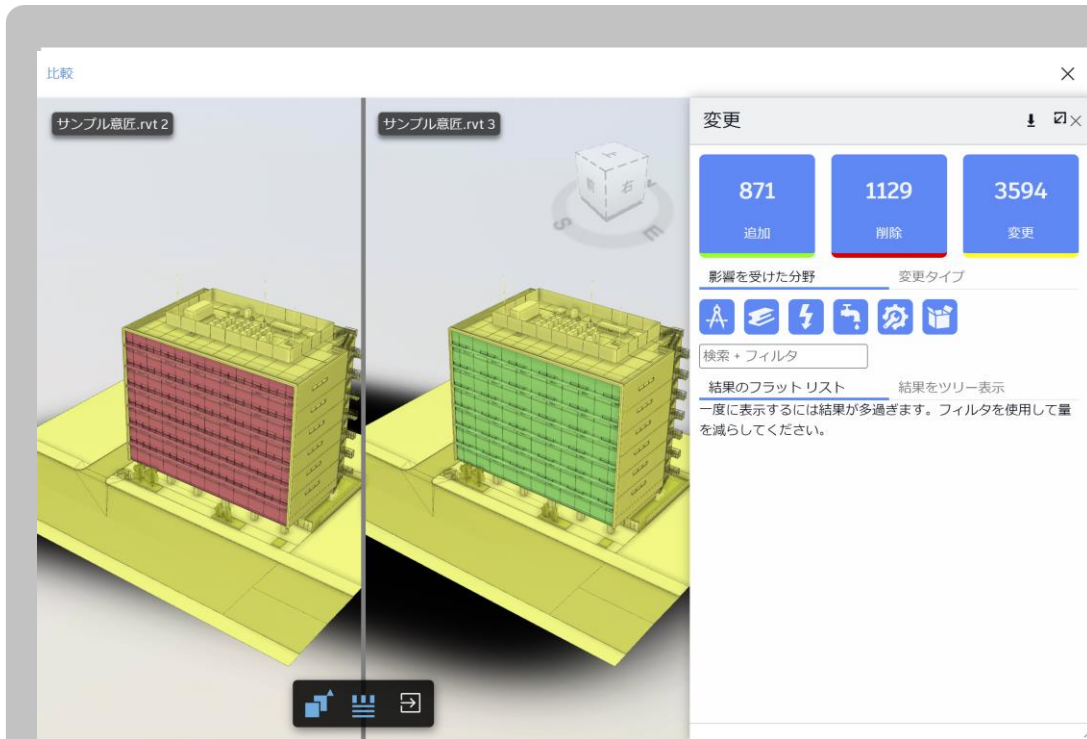 比較
サンプル意匠.rvt 2
サンプル意匠.rvt 3
上
前
右
S
E
変更
871
追加
1129
削除
3594
変更
影響を受けた分野
変更タイプ
検索 + フィルタ
結果のフラット リスト
結果をツリー表示
一度に表示するには結果が多過ぎます。フィルタを使用して量
を減らしてください。